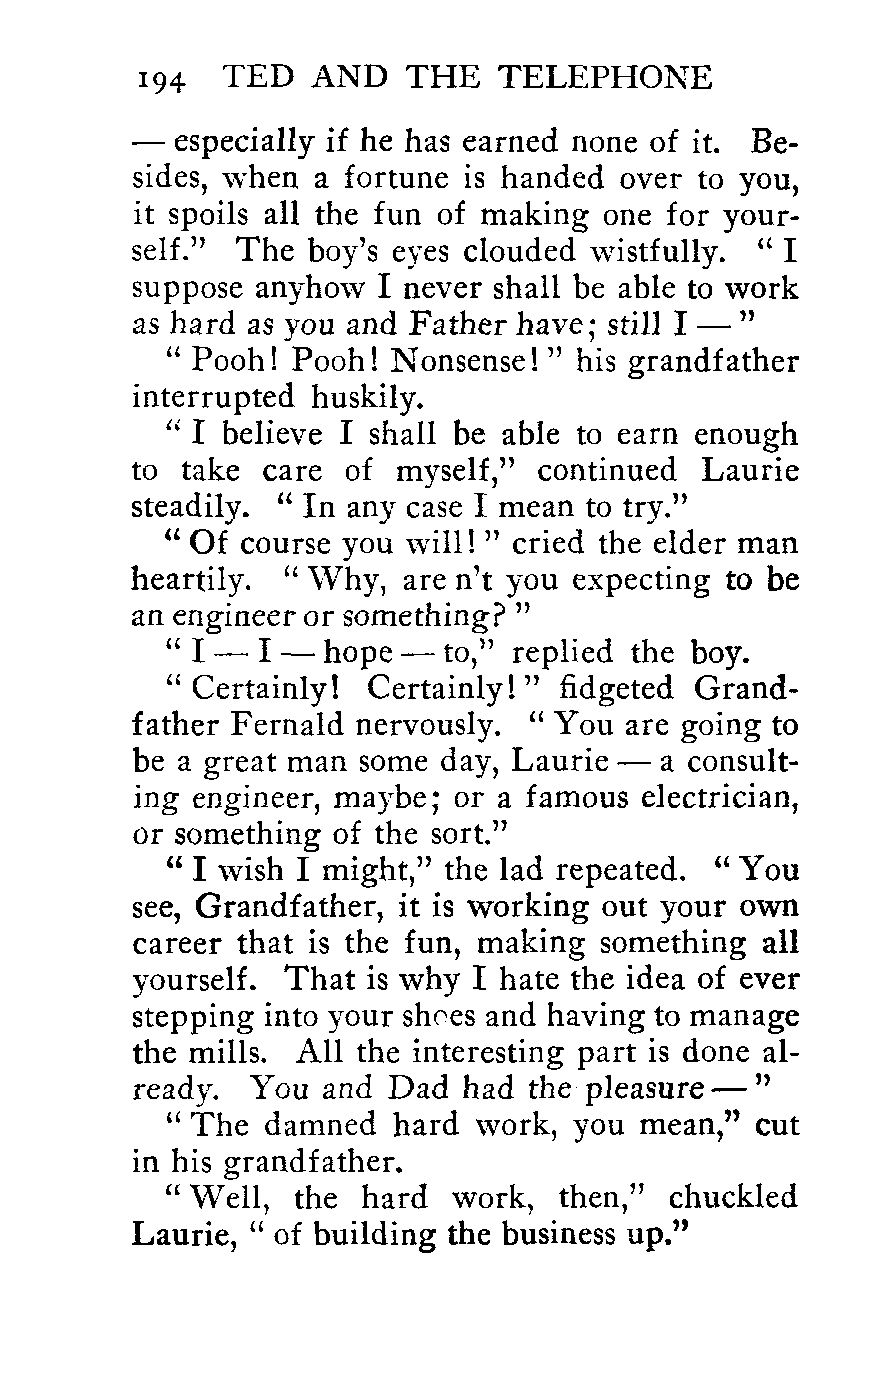 194 TED AND THE TELEPHONE
— especially if he has earned none of it. Be-
sides, when a fortune is handed over to you,
it spoils all the fun of making one for your-
self.” The boy’s eyes clouded wistfully. “ I
suppose anyhow I never shall be able to work
as hard as you and Father have; still I — ”
“ Pooh! Pooh! Nonsense! ” his grandfather
interrupted huskily.
“ I believe I shall be able to earn enough
to take care of myself,” continued Laurie
steadily. “ In any case I mean to try.”
“ Of course you will! ” cried the elder man
heartily. “ Why, are n’t you expecting to be
an engineer or something? ”
“ I — I — hope — to,” replied the boy.
“ Certainly! Certainly! ” fidgeted Grand-
father Fernald nervously. “ You are going to
be a great man some day, Laurie — a consult-
ing engineer, maybe; or a famous electrician,
or something of the sort.”
“ I wish I might,” the lad repeated. “ You
see, Grandfather, it is working out your own
career that is the fun, making something all
yourself. That is why I hate the idea of ever
stepping into your shoes and having to manage
the mills. All the interesting part is done al-
ready. You and Dad had the pleasure — ”
“ The damned hard work, you mean,” cut
in his grandfather.
“ Well, the hard work, then,” chuckled
Laurie, “ of building the business up.”